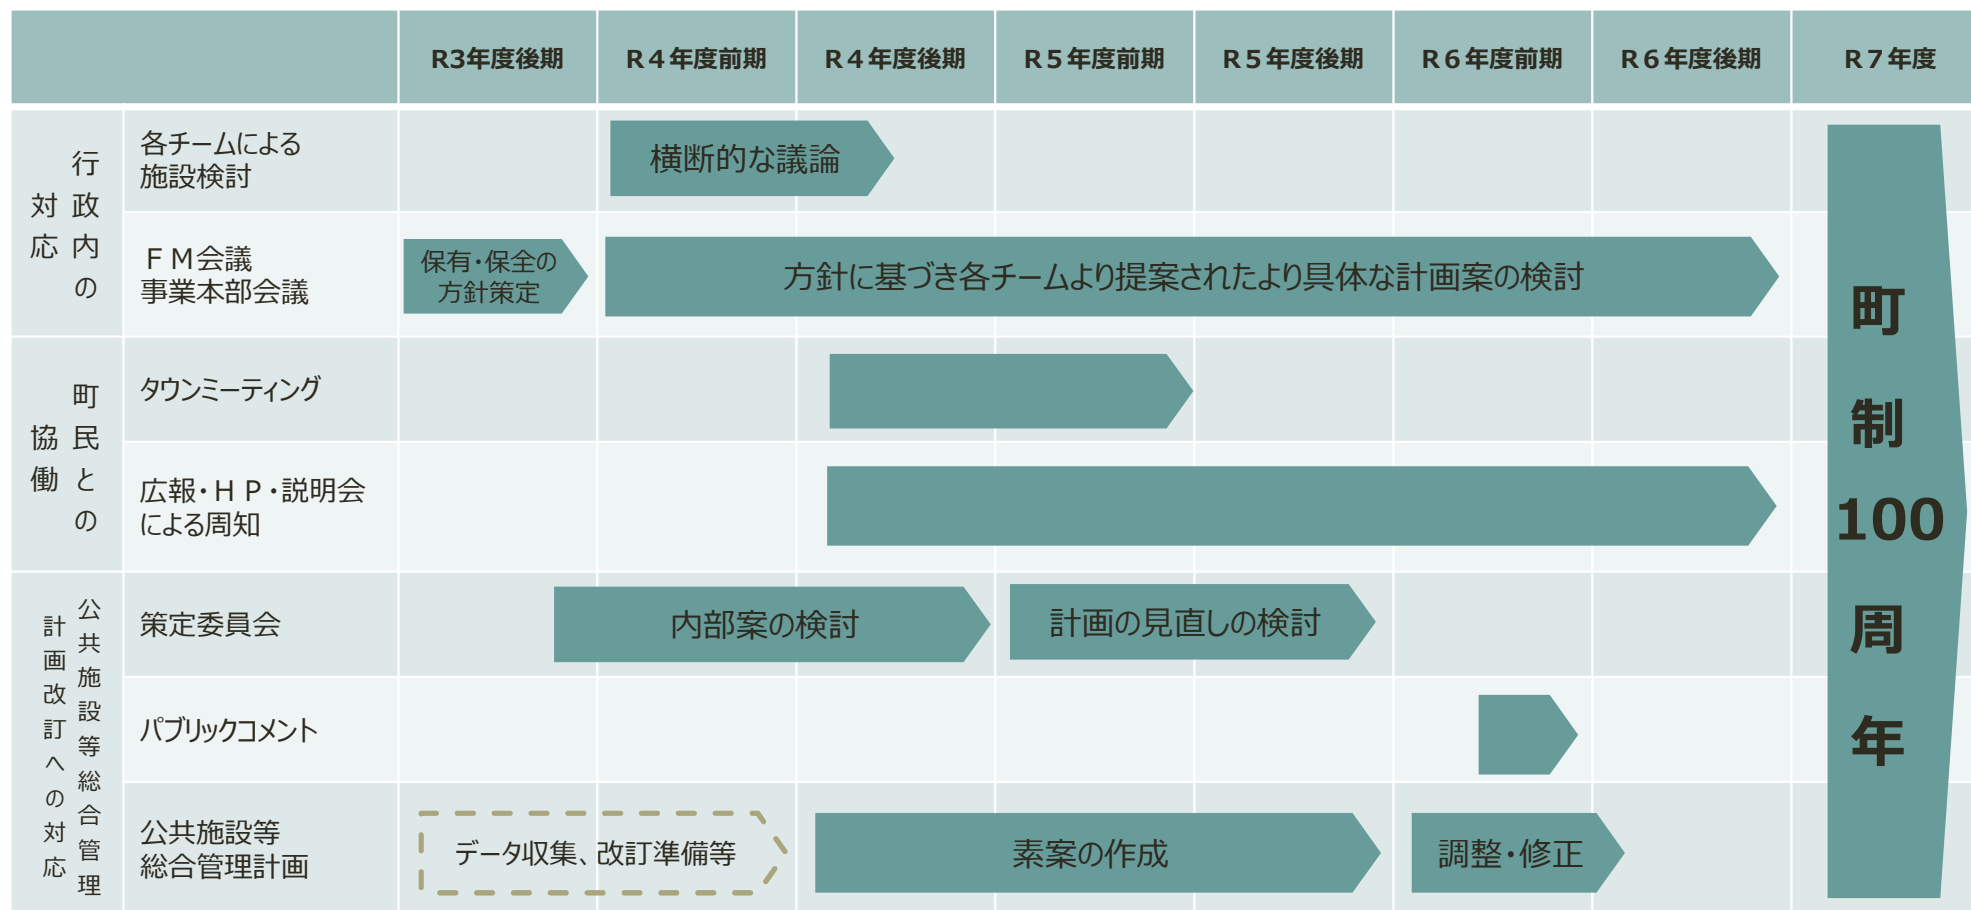 R3年度後期
R４年度前期
R４年度後期
R５年度前期
R５年度後期
R６年度前期
R６年度後期
R７年度
行政内の
対応
各チームによる
施設検討
横断的な議論
ＦＭ会議
事業本部会議
保有・保全の
方針策定
方針に基づき各チームより提案されたより具体な計画案の検討
町民との
協働
タウンミーティング
広報・ＨＰ・説明会
による周知
公共施設等総合管理
計画改訂への対応
策定委員会
内部案の検討
計画の見直しの検討
パブリックコメント
公共施設等
総合管理計画
データ収集、改訂準備等
素案の作成
調整・修正
町
制
100
周
年